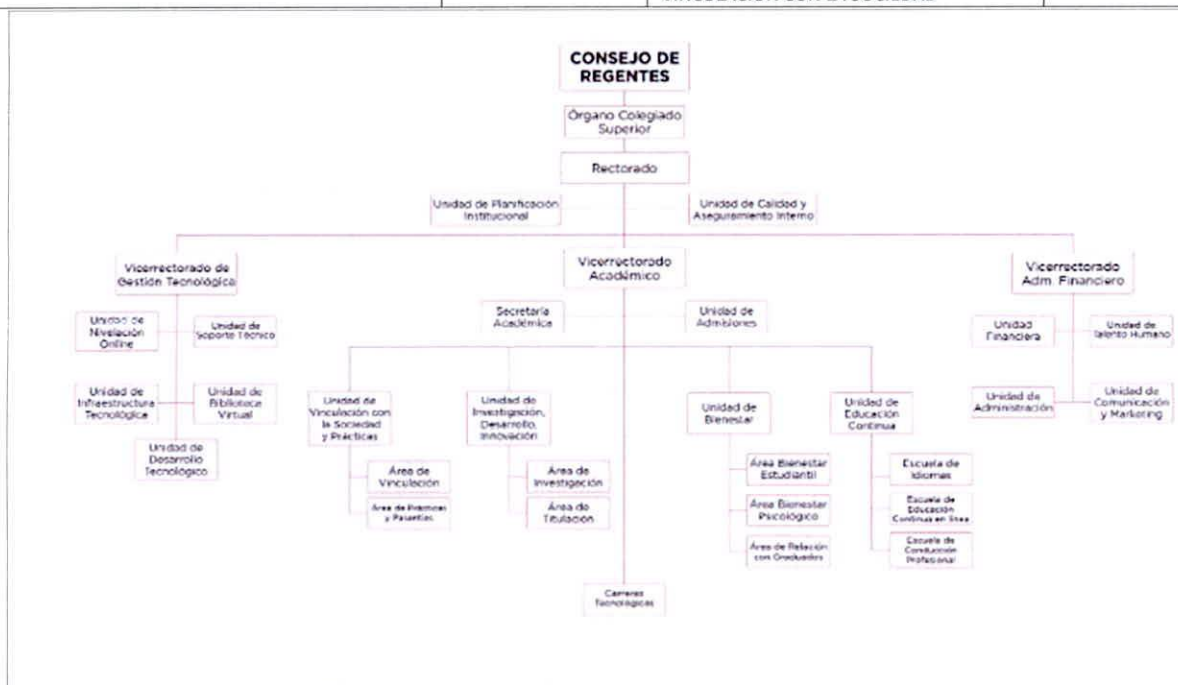 CONSEJO DE
REGENTES
Órgano Colegiado
Superior
Rectorado
Unidad de Planificación
Institucional
Unidad de Calidad y
Aseguramiento Interno
Vicerrectorado de
Gestión Tecnológica
Vicerrectorado
Académico
Vicerrectorado
Adm. Financiero
Unidad de
Nivelación
Online
Unidad de
Soporte Técnico
Secretaría
Académica
Unidad de
Admisiones
Unidad
Financiera
Unidad de
Talento Humano
Unidad de
Infraestructura
Tecnológica
Unidad de
Biblioteca
Virtual
Unidad de
Desarrollo
Tecnológico
Unidad de
Administración
Unidad de
Comunicación
y Marketing
Unidad de
Vinculación con
la Sociedad
y Prácticas
Unidad de
Investigación,
Desarrollo,
Innovación
Unidad de
Bienestar
Unidad de
Educación
Continua
Área de
Vinculación
Área de Prácticas
y Pasantías
Área de
Investigación
Área de
Titulación
Área Bienestar
Estudiantil
Área Bienestar
Psicológico
Área de Relación
con Graduados
Escuela de
Idiomas
Escuela de
Educación
Continua en línea
Escuela de
Conducción
Profesional
Carreras
Tecnológicas